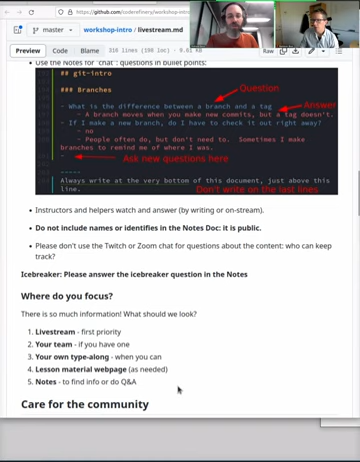 https://github.com/coderefinery/workshop-intro
main
workshop-intro / livestream.md
Preview
Code
Blame
316 lines (198 loc) · 8.61 KB
Raw
Use the Notes for "chat": questions in bullet points:
## git-intro
### Branches
- What is the difference between a branch and a tag
- A branch moves when you make new commits, but a tag doesn't.
- If I make a new branch, do I have to check it out right away?
- no
- People often do, but don't need to. Sometimes I make
branches to remind me of where I was.
-
Question
Answer
Ask new questions here
-----
Always write at the very bottom of this document, just above this
line.
Don't write on the last lines
• Instructors and helpers watch and answer (by writing or on-stream).
• Do not include names or identifies in the Notes Doc: it is public.
• Please don't use the Twitch or Zoom chat for questions about the content: who can keep
track?
Icebreaker: Please answer the icebreaker question in the Notes
Where do you focus?
There is so much information! What should we look?
1. Livestream - first priority
2. Your team - if you have one
3. Your own type-along - when you can
4. Lesson material webpage (as needed)
5. Notes - to find info or do Q&A
Care for the community